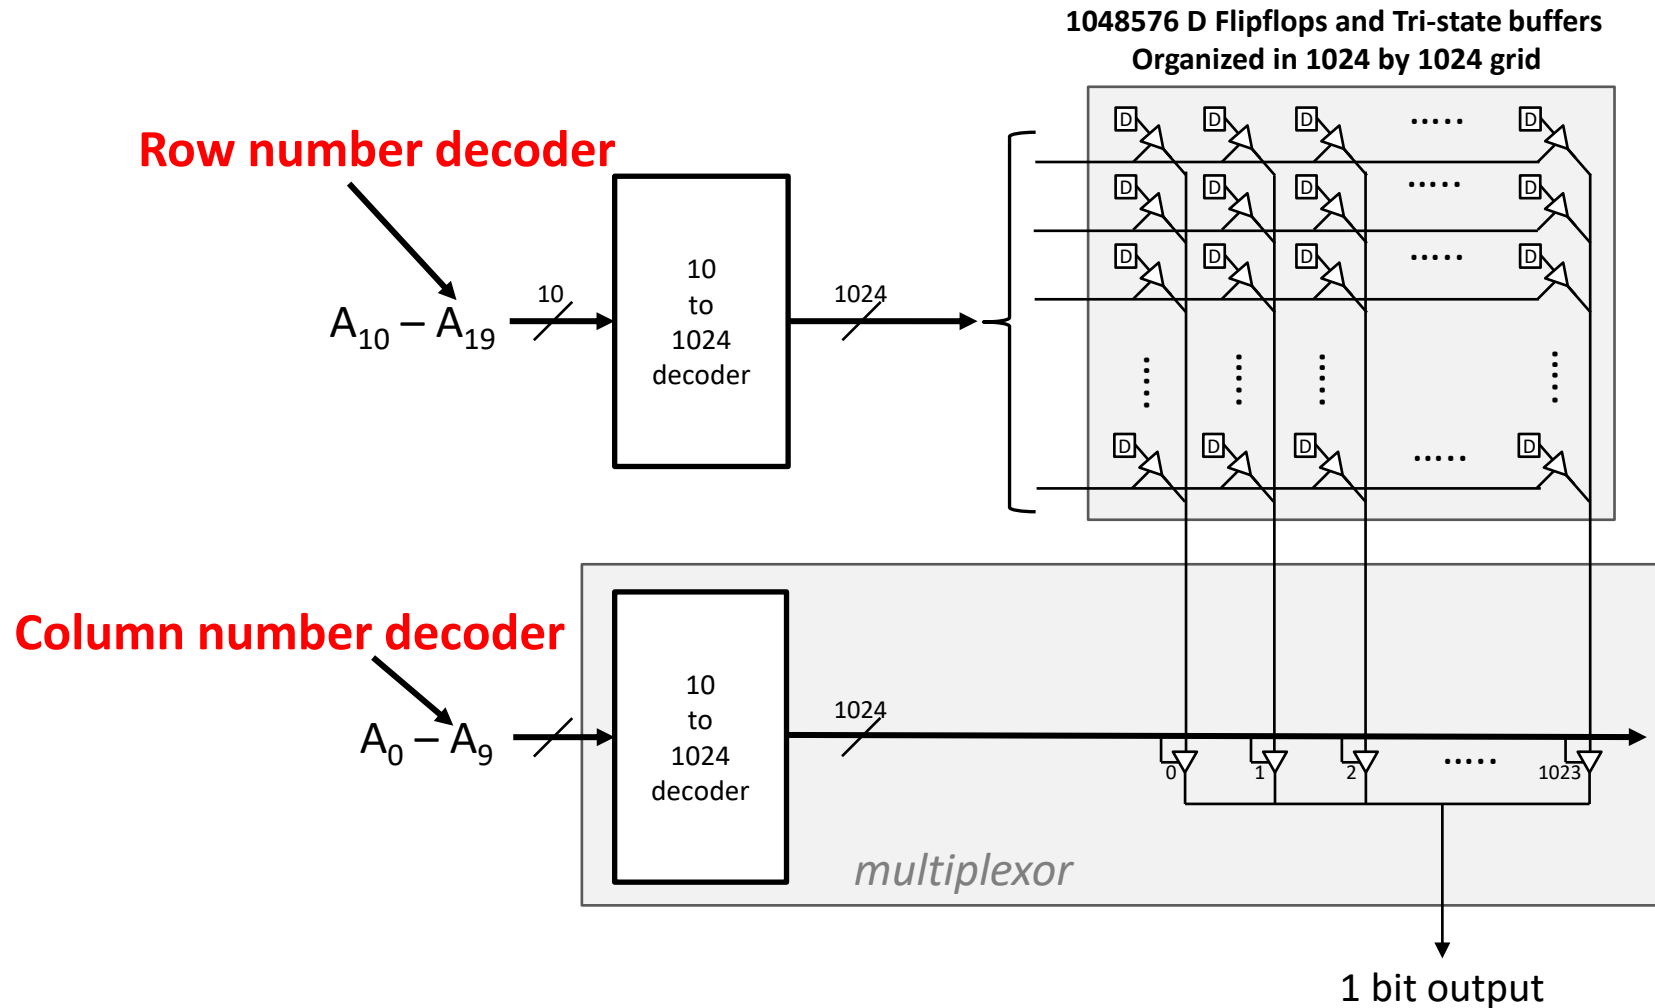 1048576 D Flipflops and Tri-state buffers
Organized in 1024 by 1024 grid
Row number decoder
A₁₀ – A₁₉
10
10
to
1024
decoder
1024
D D D ..... D
D D D ..... D
D D D ..... D
D D D ..... D
Column number decoder
A₀ – A₉
10
to
1024
decoder
1024
0 1 2 ..... 1023
multiplexor
1 bit output